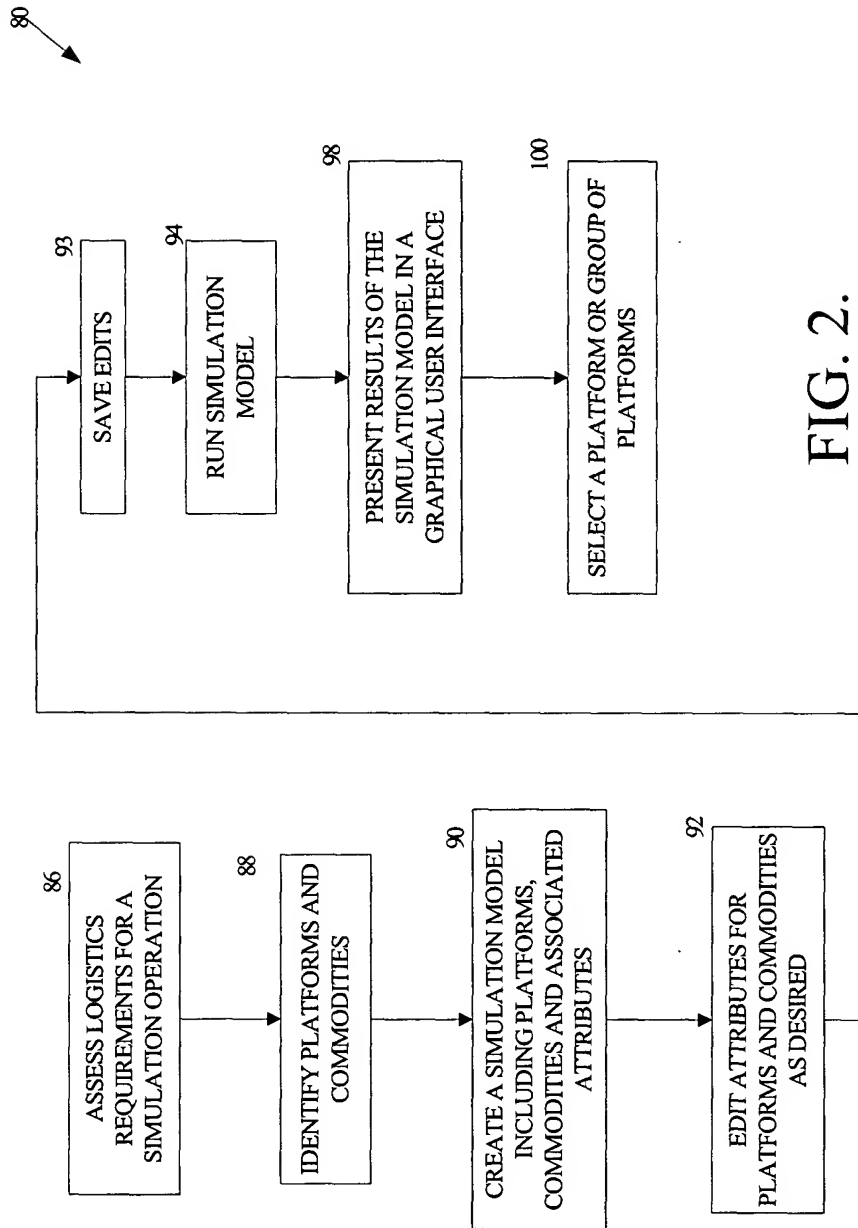 80
86
ASSESS LOGISTICS
REQUIREMENTS FOR A
SIMULATION OPERATION
88
IDENTIFY PLATFORMS AND
COMMODITIES
90
CREATE A SIMULATION MODEL
INCLUDING PLATFORMS,
COMMODITIES AND ASSOCIATED
ATTRIBUTES
92
EDIT ATTRIBUTES FOR
PLATFORMS AND COMMODITIES
AS DESIRED
93
SAVE EDITS
94
RUN SIMULATION
MODEL
98
PRESENT RESULTS OF THE
SIMULATION MODEL IN A
GRAPHICAL USER INTERFACE
100
SELECT A PLATFORM OR GROUP OF
PLATFORMS
FIG. 2.